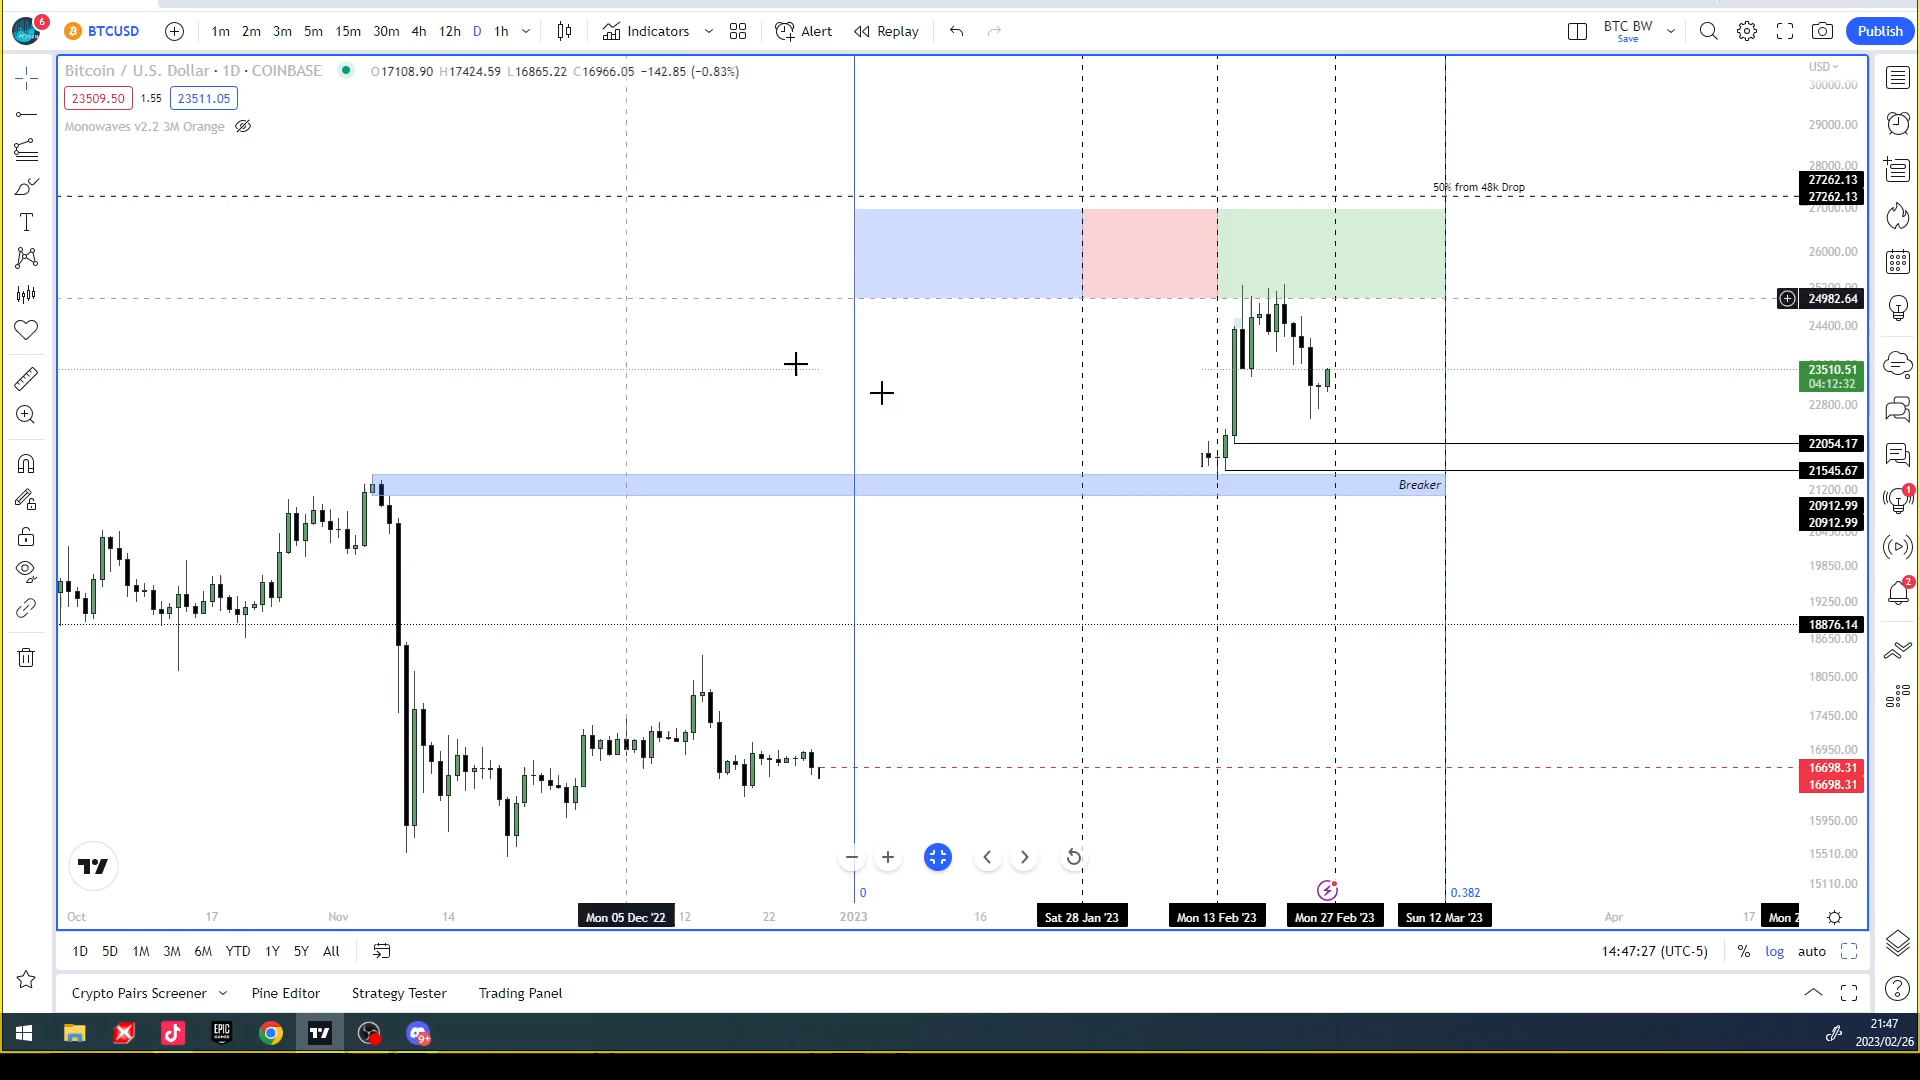 6
BTCUSD
1m 2m 3m 5m 15m 30m 4h 12h D 1h
Indicators
Alert
Replay
BTC BW
Save
Publish
Bitcoin / U.S. Dollar · 1D · COINBASE
O17108.90 H17424.59 L16865.22 C16966.05 −142.85 (−0.83%)
USD
30000.00
23509.50 1.55 23511.05
Monowaves v2.2 3M Orange
29000.00
28000.00
50% from 48k Drop
27262.13
27262.13
27000.00
26000.00
24982.64
24400.00
23510.51
04:12:32
22800.00
22054.17
21545.67
Breaker
21200.00
20912.99
20912.99
19850.00
19250.00
18876.14
18650.00
18050.00
17450.00
16950.00
16698.31
16698.31
15950.00
15510.00
15110.00
0
0.382
Oct 17 Nov 14 Mon 05 Dec '22 12 22 2023 16 Sat 28 Jan '23 Mon 13 Feb '23 Mon 27 Feb '23 Sun 12 Mar '23 Apr 17 Mon 2
1D 5D 1M 3M 6M YTD 1Y 5Y All
14:47:27 (UTC-5) % log auto
Crypto Pairs Screener Pine Editor Strategy Tester Trading Panel
1
2
EPIC GAMES
9+
21:47
2023/02/26